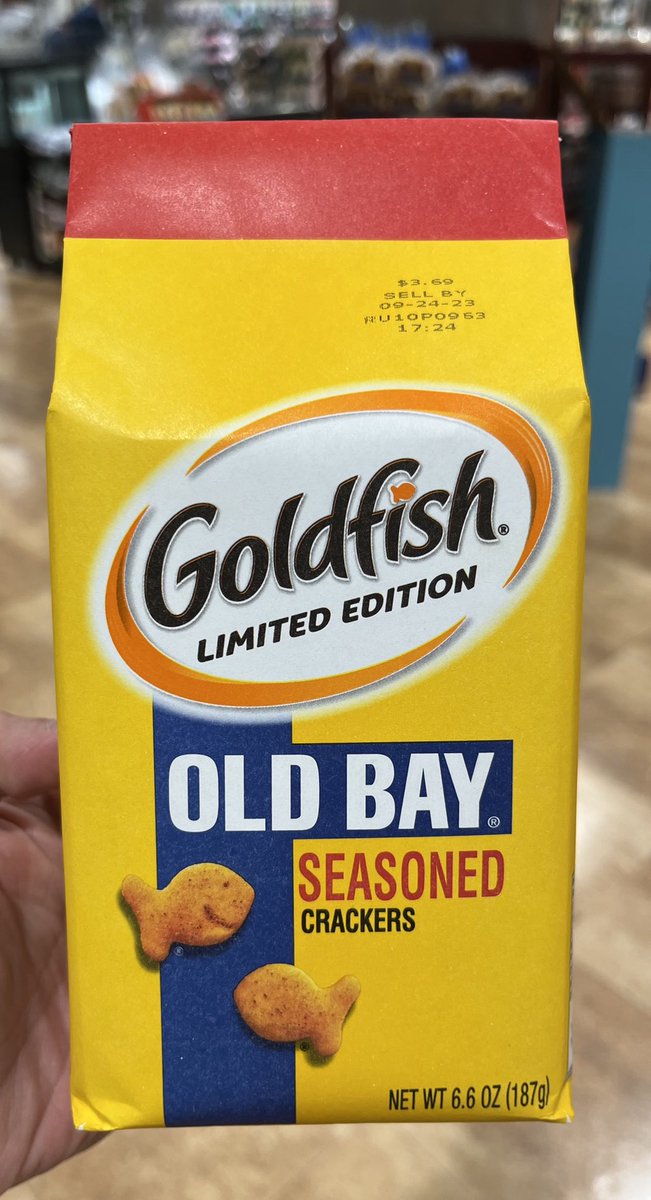 $3.69
SELL BY
09-24-23
RU10P0963
17:24
Goldfish®
LIMITED EDITION
OLD BAY®
SEASONED
CRACKERS
®
®
NET WT 6.6 OZ (187g)